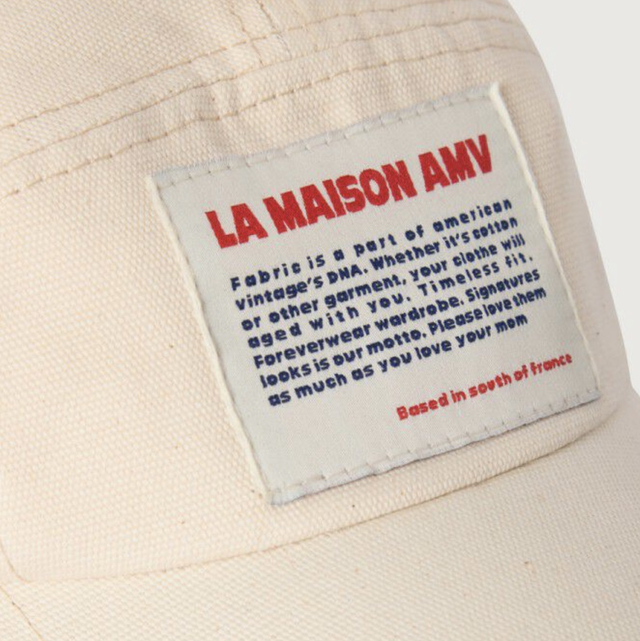 LA MAISON AMV
Fabric is a part of american
vintage's DNA. Whether it's cotton
or other garment, your clothe will
aged with you. Timeless fit.
Foreverwear wardrobe. Signatures
looks is our motto. Please love them
as much as you love your mom
Based in south of france